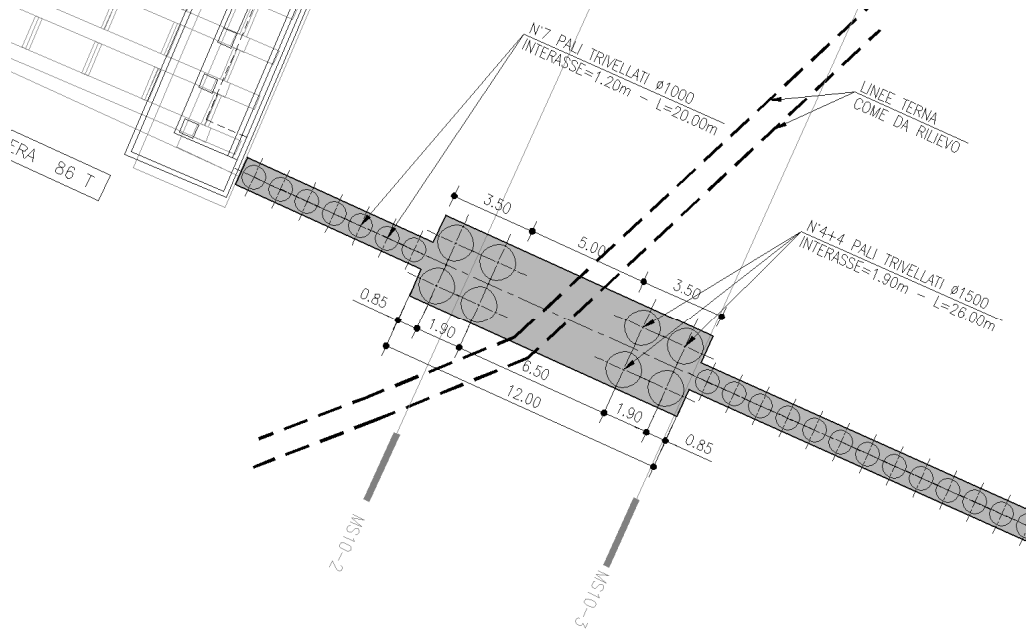 N°7 PALI TRIVELLATI ø1000
INTERASSE=1.20m - L=20.00m
LINEE TERNA
COME DA RILIEVO
ERA 86 T
3.50
5.00
3.50
N°4+4 PALI TRIVELLATI ø1500
INTERASSE=1.90m - L=26.00m
0.85
1.90
6.50
12.00
1.90
0.85
MS10-2
MS10-3